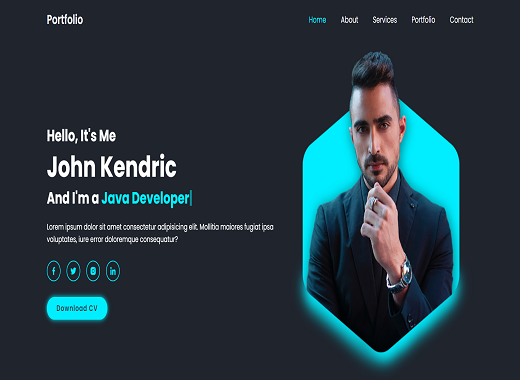 Portfolio
Home About Services Portfolio Contact
Hello, It's Me
John Kendric
And I'm a Java Developer|
Lorem ipsum dolor sit amet consectetur adipisicing elit. Mollitia maiores fugiat ipsa
voluptates, iure error doloremque consequatur?
Download CV